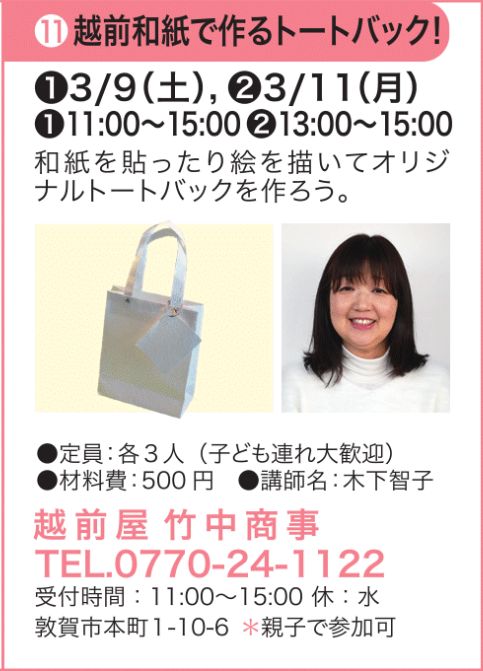 ⑪越前和紙で作るトートバック!
❶3/9(土),❷3/11(月)
❶11:00〜15:00❷13:00〜15:00
和紙を貼ったり絵を描いてオリジ
ナルトートバックを作ろう。
●定員:各3人(子ども連れ大歓迎)
●材料費:500円 ●講師名:木下智子
越前屋 竹中商事
TEL.0770-24-1122
受付時間:11:00〜15:00 休:水
敦賀市本町1-10-6 *親子で参加可